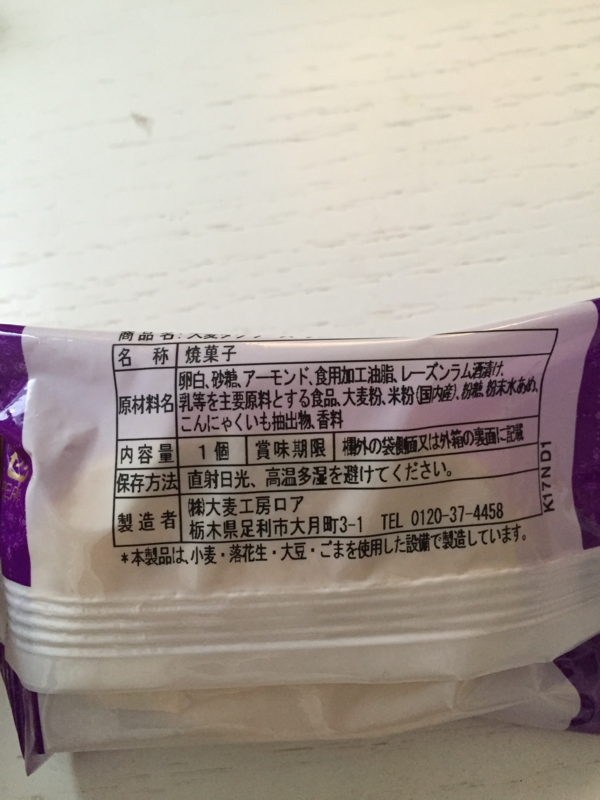 商品名:大麦
名 称 焼菓子
原材料名 卵白、砂糖、アーモンド、食用加工油脂、レーズンラム酒漬け、
乳等を主要原料とする食品、大麦粉、米粉(国内産)、粉糖、粉末水あめ、
こんにゃくいも抽出物、香料
内容量 1個 賞味期限 欄外の袋側面又は外箱の裏面に記載
保存方法 直射日光、高温多湿を避けてください。
製造者 ㈱大麦工房ロア
栃木県足利市大月町3-1 TEL 0120-37-4458
*本製品は、小麦・落花生・大豆・ごまを使用した設備で製造しています。
K17ND1